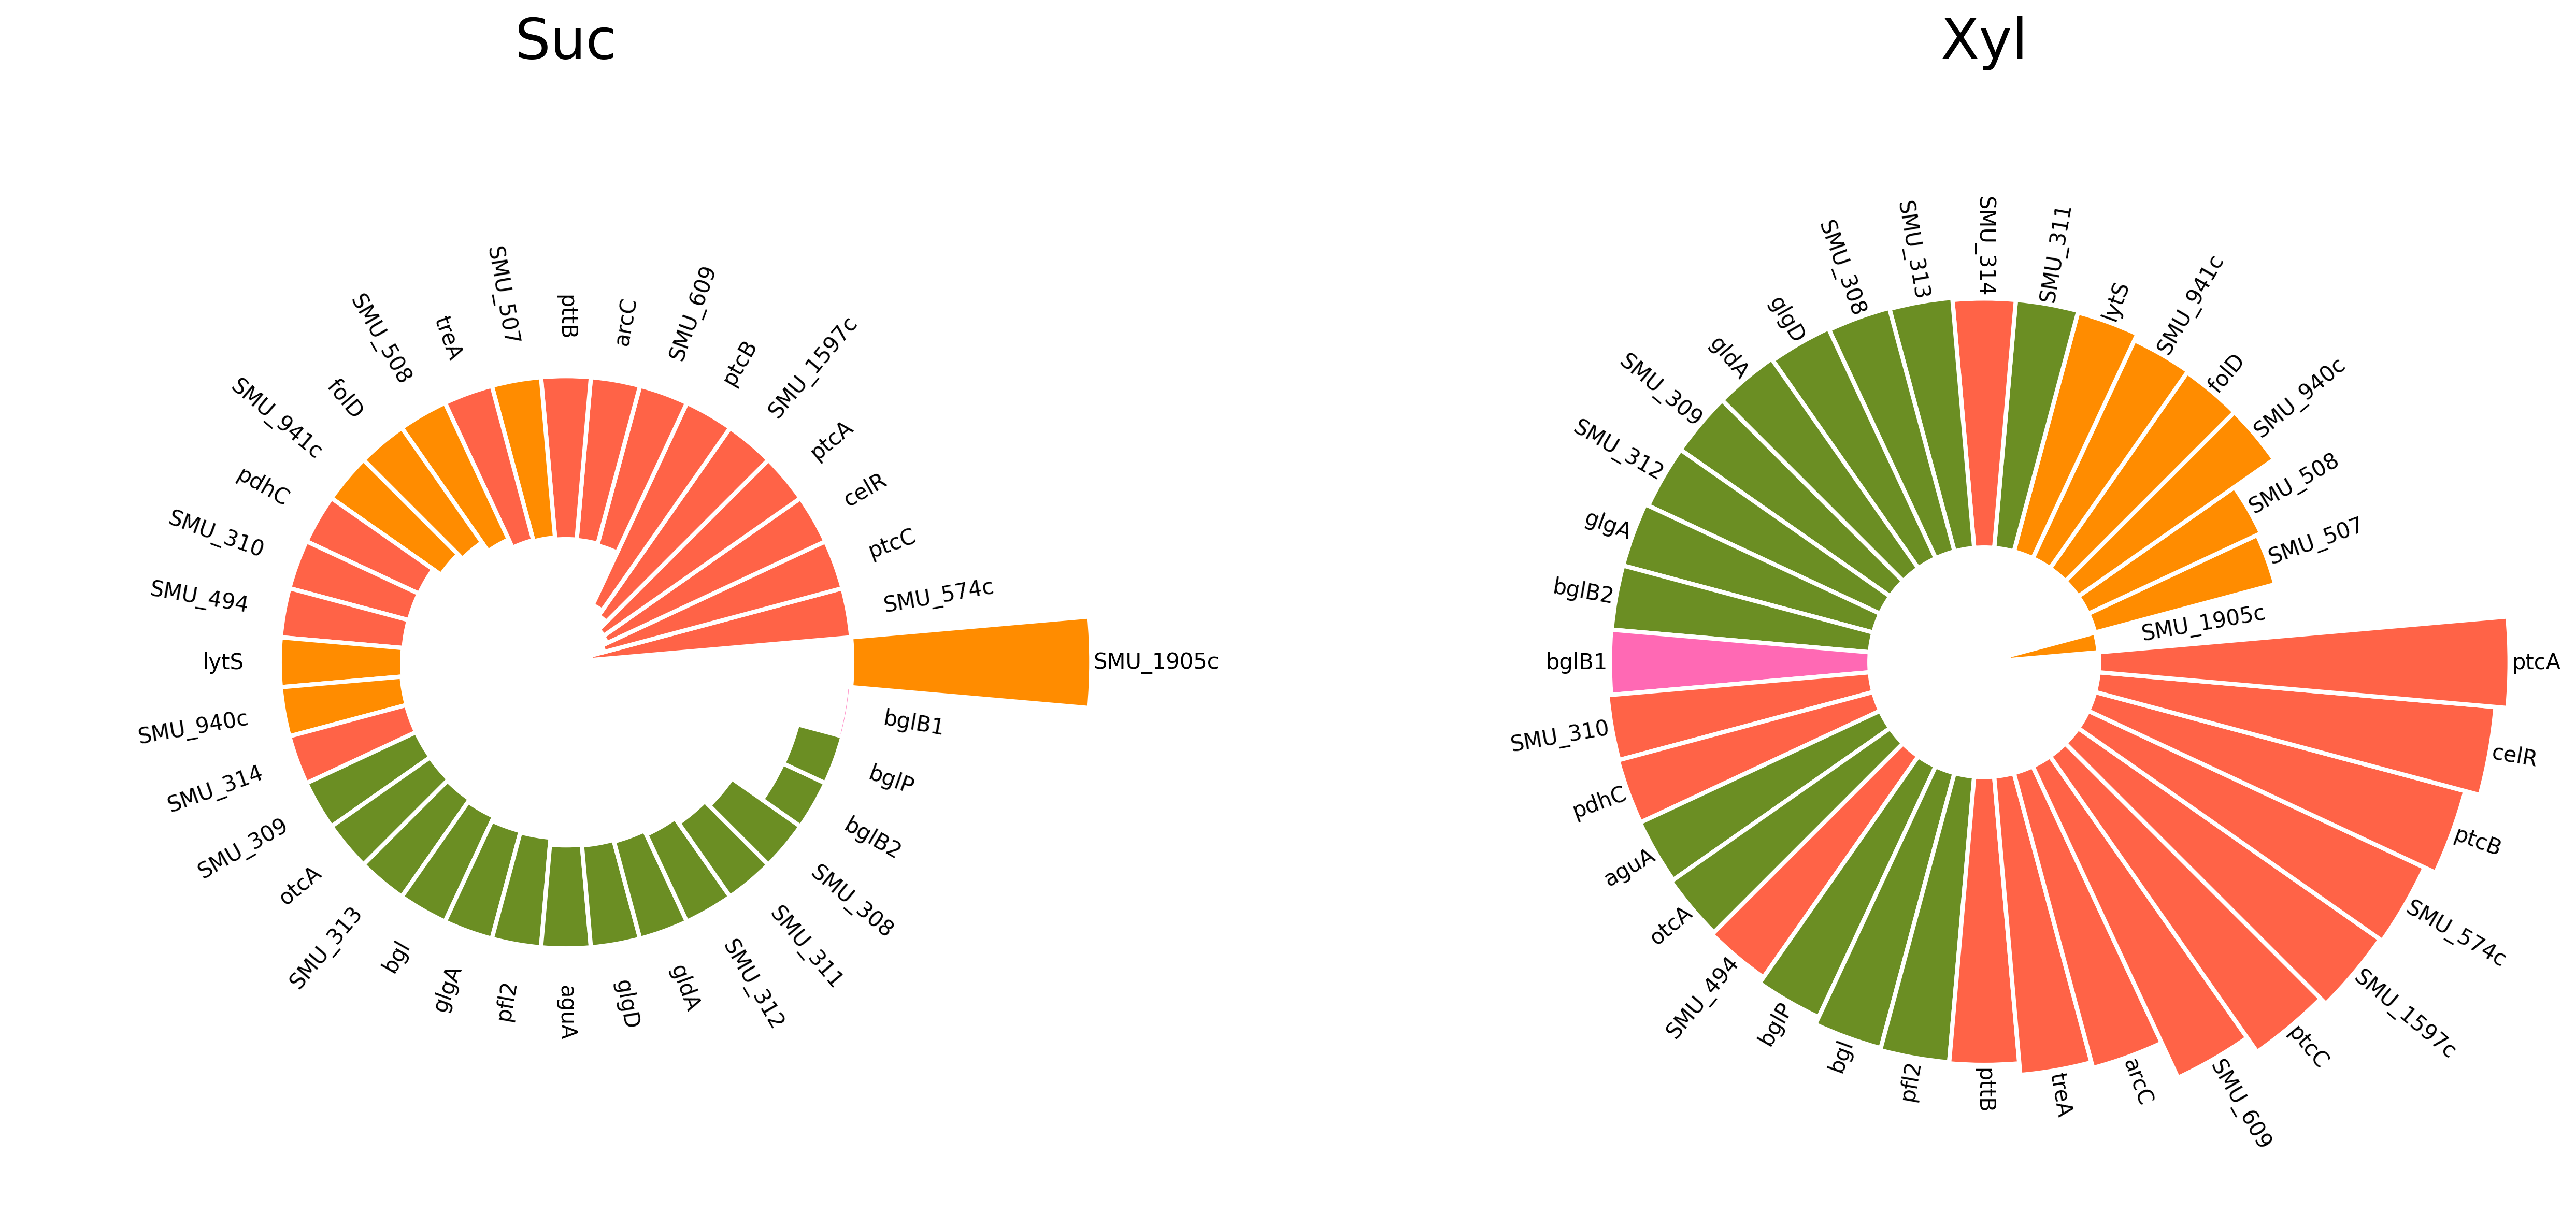 Suc
SMU_1905c
SMU_574c
ptcC
celR
ptcA
SMU_1597c
ptcB
SMU_609
arcC
pttB
SMU_507
treA
SMU_508
folD
SMU_941c
pdhC
SMU_310
SMU_494
lytS
SMU_940c
SMU_314
SMU_309
otcA
SMU_313
bgl
glgA
pfl2
aguA
glgD
gldA
SMU_312
SMU_311
SMU_308
bglB2
bglP
bglB1
Xyl
ptcA
SMU_1905c
SMU_507
SMU_508
SMU_940c
folD
SMU_941c
lytS
SMU_311
SMU_314
SMU_313
SMU_308
glgD
gldA
SMU_309
SMU_312
glgA
bglB2
bglB1
SMU_310
pdhC
aguA
otcA
SMU_494
bglP
bgl
pfl2
pttB
treA
arcC
SMU_609
ptcC
SMU_1597c
SMU_574c
ptcB
celR